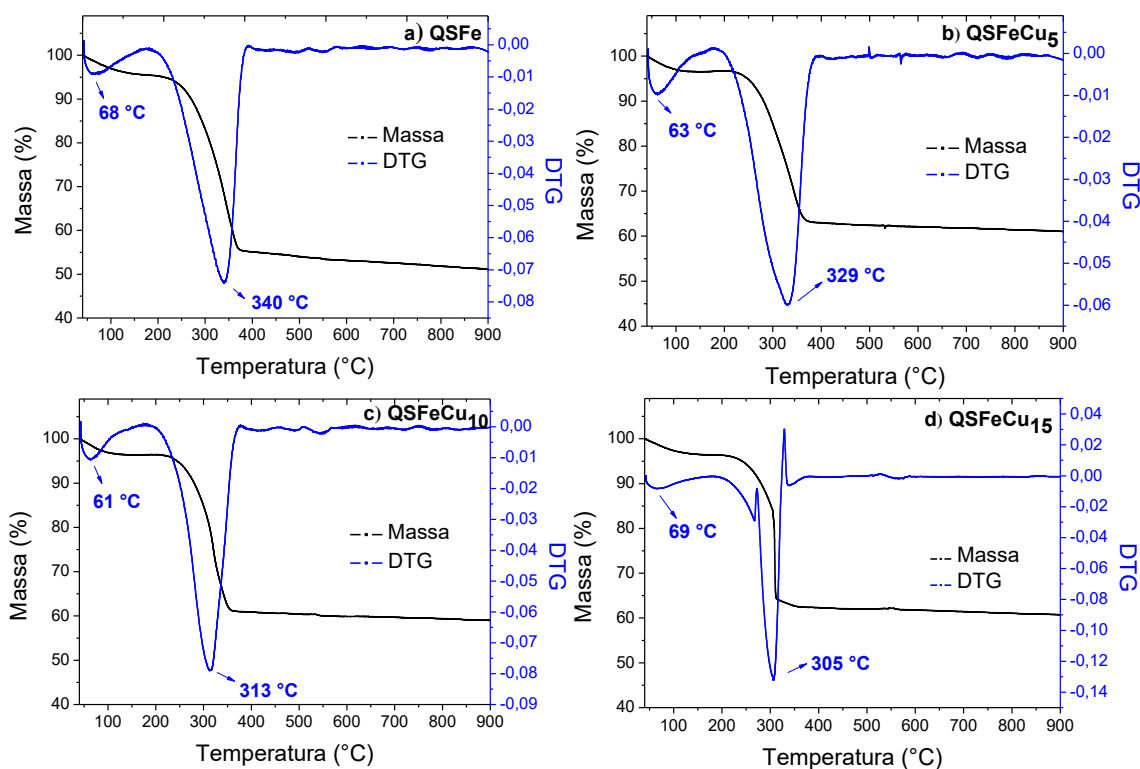 a) QSFe
100
90
80
70
60
50
40
Massa (%)
0,00
-0,01
-0,02
-0,03
-0,04
-0,05
-0,06
-0,07
-0,08
DTG
68 °C
340 °C
Massa
DTG
100 200 300 400 500 600 700 800 900
Temperatura (°C)
b) QSFeCu5
100
90
80
70
60
50
40
Massa (%)
0,00
-0,01
-0,02
-0,03
-0,04
-0,05
-0,06
DTG
63 °C
329 °C
Massa
DTG
100 200 300 400 500 600 700 800 900
Temperatura (°C)
c) QSFeCu10
100
90
80
70
60
50
40
Massa (%)
0,00
-0,01
-0,02
-0,03
-0,04
-0,05
-0,06
-0,07
-0,08
-0,09
DTG
61 °C
313 °C
Massa
DTG
100 200 300 400 500 600 700 800 900
Temperatura (°C)
d) QSFeCu15
100
90
80
70
60
50
40
Massa (%)
0,04
0,02
0,00
-0,02
-0,04
-0,06
-0,09
-0,11
-0,13
-0,14
DTG
69 °C
305 °C
Massa
DTG
100 200 300 400 500 600 700 800 900
Temperatura (°C)